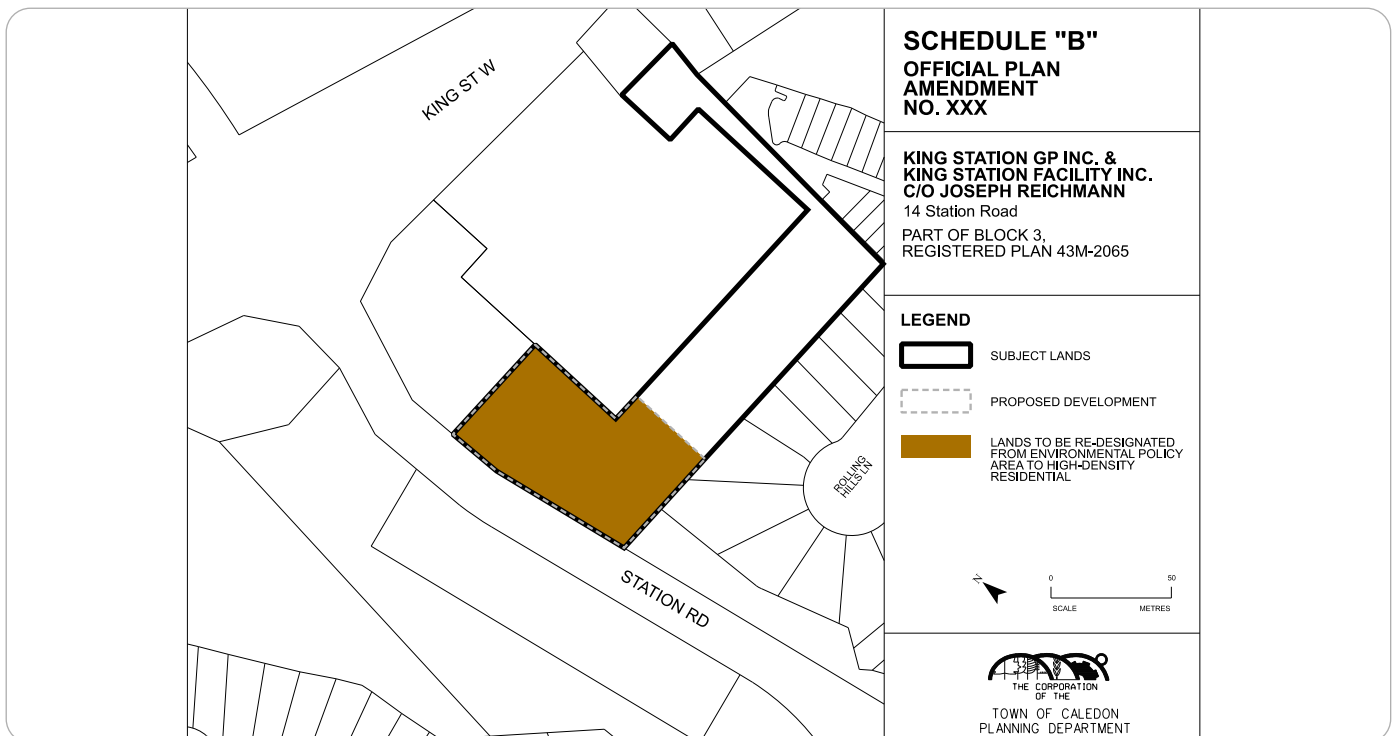 KING ST W
STATION RD
ROLLING
HILLS LN
SCHEDULE "B"
OFFICIAL PLAN
AMENDMENT
NO. XXX
KING STATION GP INC. &
KING STATION FACILITY INC.
C/O JOSEPH REICHMANN
14 Station Road
PART OF BLOCK 3,
REGISTERED PLAN 43M-2065
LEGEND
SUBJECT LANDS
PROPOSED DEVELOPMENT
LANDS TO BE RE-DESIGNATED
FROM ENVIRONMENTAL POLICY
AREA TO HIGH-DENSITY
RESIDENTIAL
N
0 50
SCALE METRES
THE CORPORATION
OF THE
TOWN OF CALEDON
PLANNING DEPARTMENT